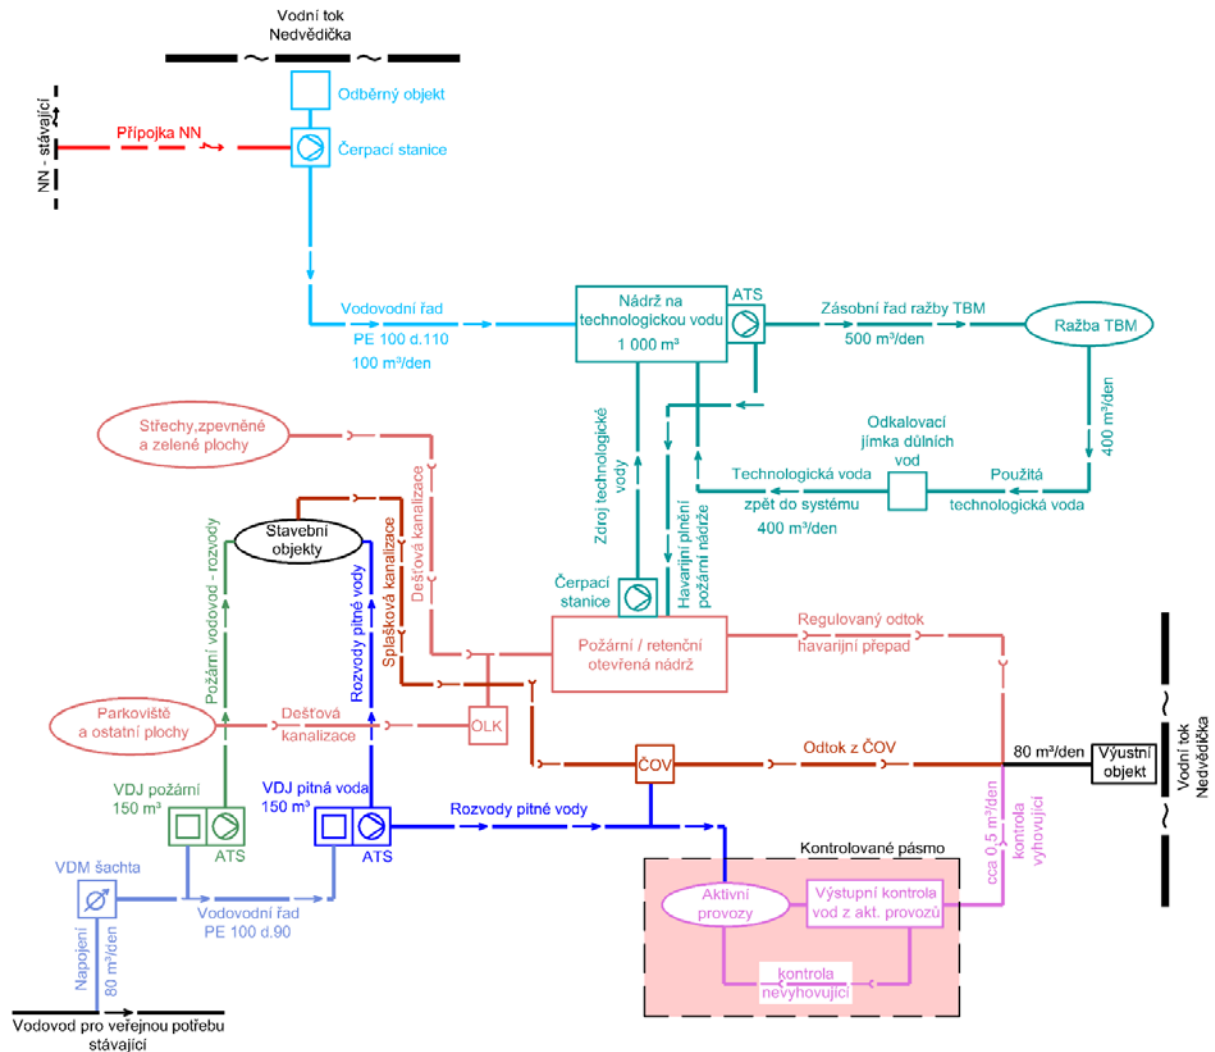 Vodní tok
Nedvědička
Odběrný objekt
NN - stávající
Přípojka NN
Čerpací stanice
Vodovodní řad
PE 100 d.110
100 m³/den
Nádrž na
technologickou vodu
1 000 m³
ATS
Zásobní řad ražby TBM
500 m³/den
Ražba TBM
400 m³/den
Střechy,zpevněné
a zelené plochy
Dešťová kanalizace
Zdroj technologické
vody
Havarijní plnění
požární nádrže
Odkalovací
jímka důlních
vod
Technologická voda
zpět do systému
400 m³/den
Použitá
technologická voda
Stavební
objekty
Požární vodovod - rozvody
Rozvody pitné vody
Splašková kanalizace
Čerpací
stanice
Požární / retenční
otevřená nádrž
Regulovaný odtok
havarijní přepad
Parkoviště
a ostatní plochy
Dešťová
kanalizace
OLK
ČOV
Odtok z ČOV
80 m³/den
Výustní
objekt
Vodní tok
Nedvědička
VDJ požární
150 m³
ATS
VDJ pitná voda
150 m³
ATS
Rozvody pitné vody
cca 0,5 m³/den
kontrola
vyhovující
Kontrolované pásmo
VDM šachta
Vodovodní řad
PE 100 d.90
Aktivní
provozy
Výstupní kontrola
vod z akt. provozů
Napojení
80 m³/den
kontrola
nevyhovující
Vodovod pro veřejnou potřebu
stávající